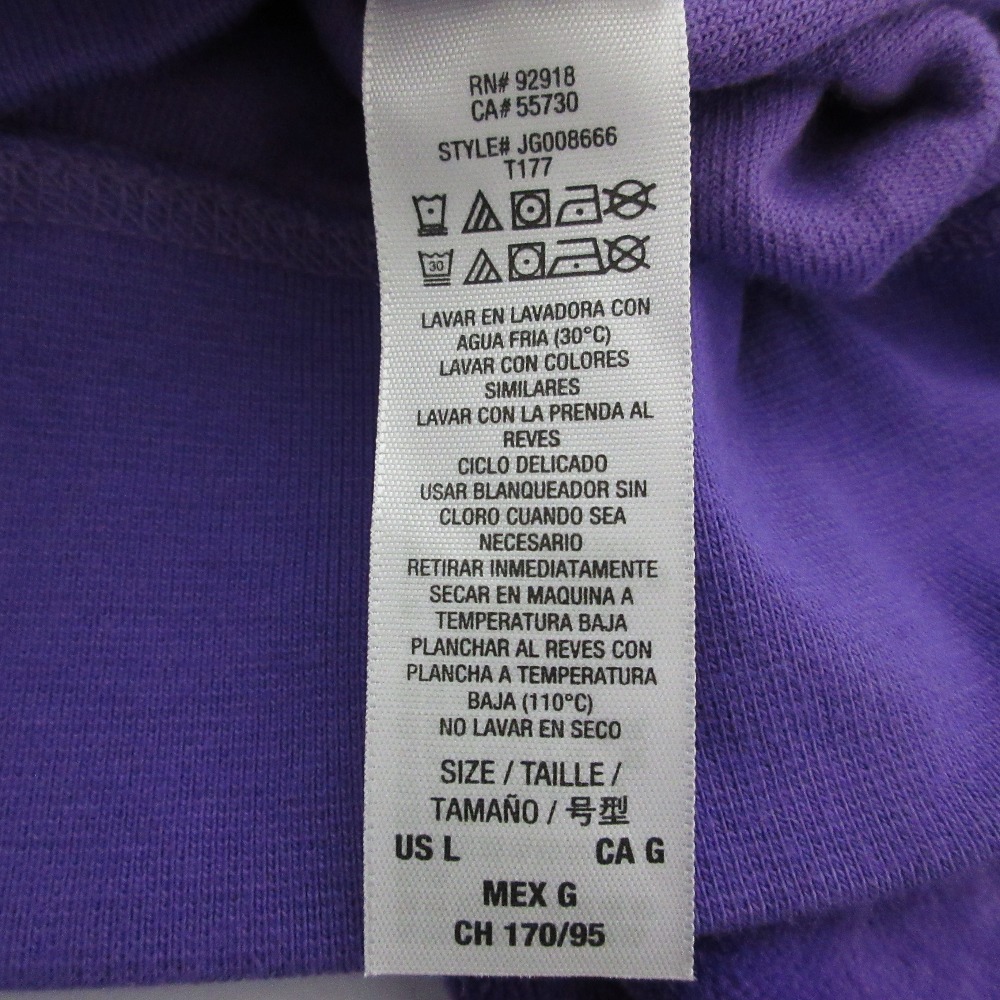 RN# 92918
CA# 55730
STYLE# JG008666
T177
30
LAVAR EN LAVADORA CON
AGUA FRIA (30°C)
LAVAR CON COLORES
SIMILARES
LAVAR CON LA PRENDA AL
REVES
CICLO DELICADO
USAR BLANQUEADOR SIN
CLORO CUANDO SEA
NECESARIO
RETIRAR INMEDIATAMENTE
SECAR EN MAQUINA A
TEMPERATURA BAJA
PLANCHAR AL REVES CON
PLANCHA A TEMPERATURA
BAJA (110°C)
NO LAVAR EN SECO
SIZE / TAILLE /
TAMAÑO / 号型
US L CA G
MEX G
CH 170/95